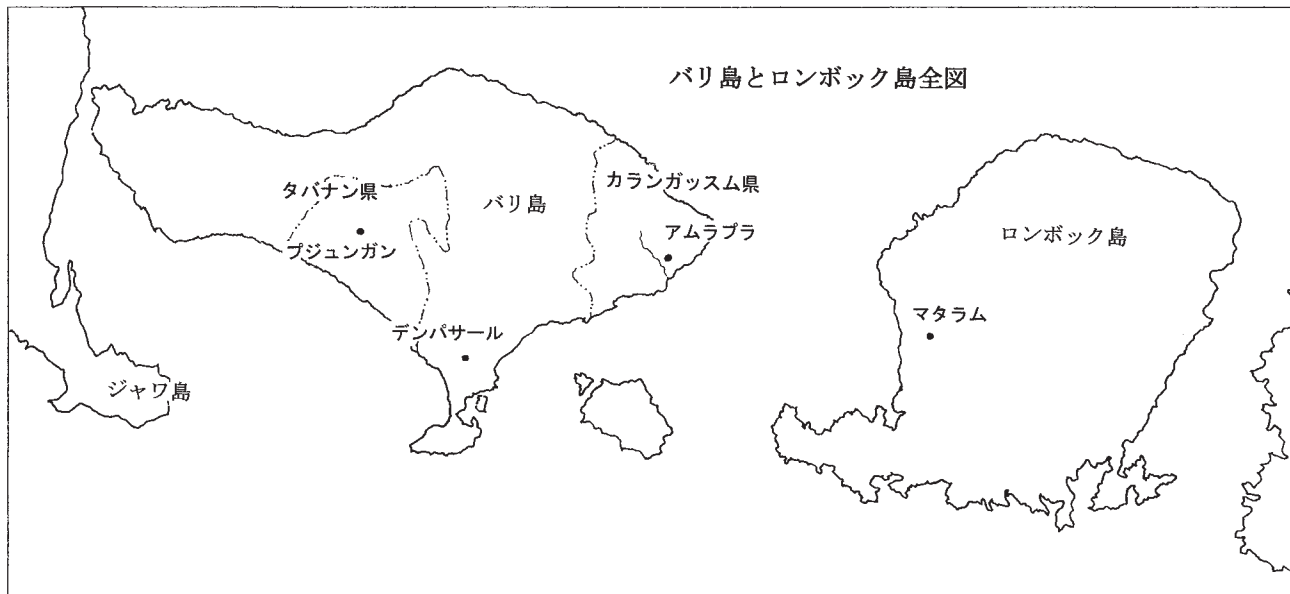 バリ島とロンボック島全図
カランガッスム県
タバナン県
バリ島
アムラプラ
ロンボック島
プジュンガン
マタラム
デンパサール
ジャワ島